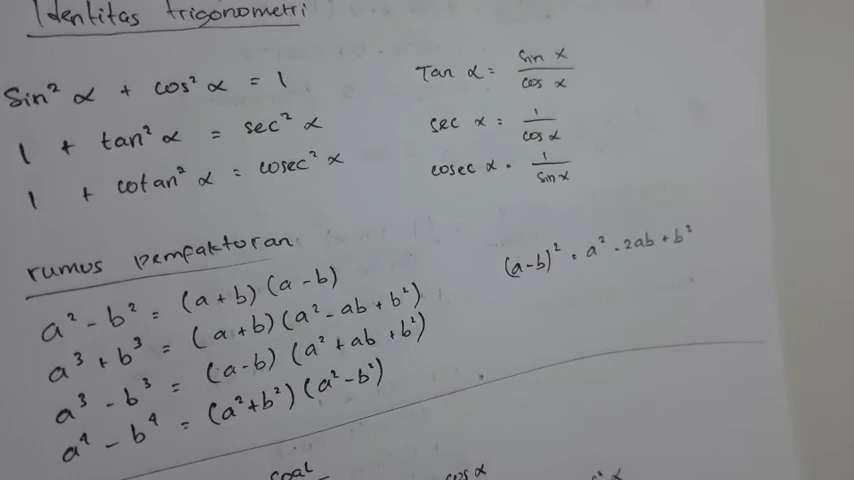 Identitas trigonometri
sin² α + cos² α = 1
1 + tan² α = sec² α
1 + cotan² α = cosec² α
Tan α = sin α / cos α
sec α = 1 / cos α
cosec α = 1 / sin α
rumus pemfaktoran
a² - b² = (a + b) (a - b)
a³ + b³ = (a + b) (a² - ab + b²)
a³ - b³ = (a - b) (a² + ab + b²)
a⁴ - b⁴ = (a² + b²) (a² - b²)
(a - b)² = a² - 2ab + b²
soal
cos α